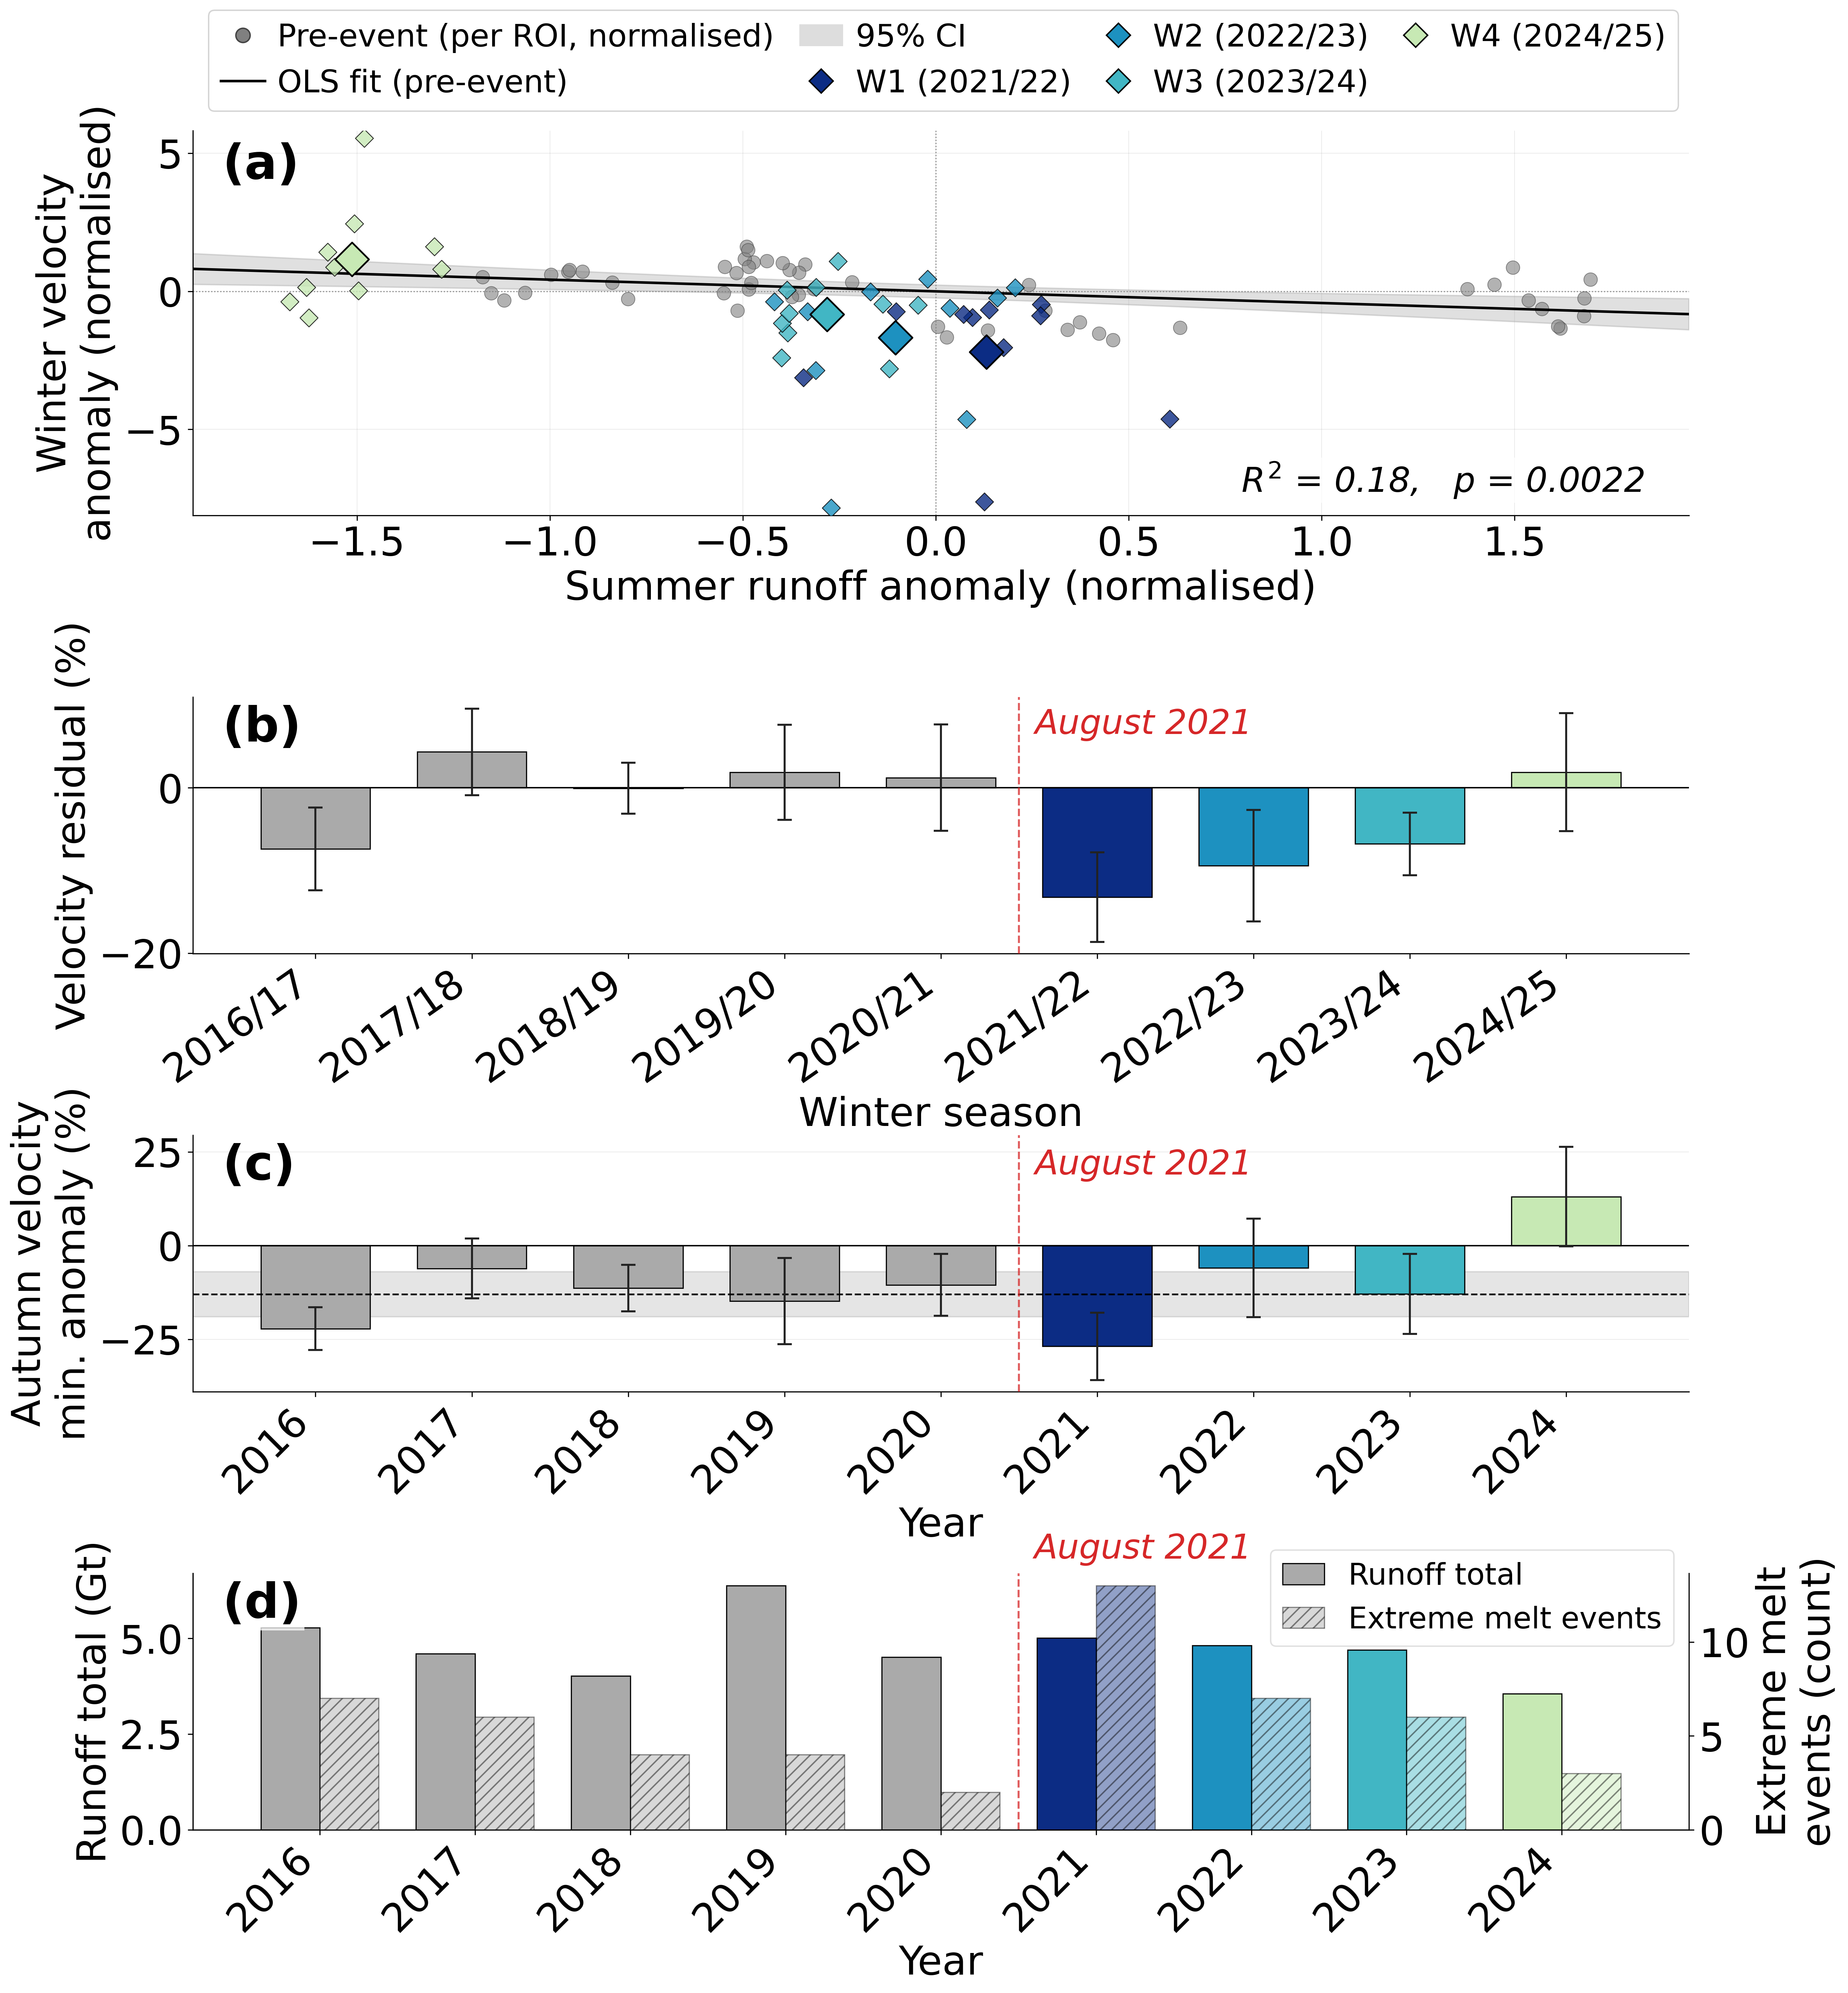 Pre-event (per ROI, normalised)
OLS fit (pre-event)
95% CI
W1 (2021/22)
W2 (2022/23)
W3 (2023/24)
W4 (2024/25)
(a)
Winter velocity
anomaly (normalised)
5
0
−5
R² = 0.18, p = 0.0022
−1.5 −1.0 −0.5 0.0 0.5 1.0 1.5
Summer runoff anomaly (normalised)
(b)
August 2021
Velocity residual (%)
0
−20
2016/17 2017/18 2018/19 2019/20 2020/21 2021/22 2022/23 2023/24 2024/25
Winter season
(c)
August 2021
Autumn velocity
min. anomaly (%)
25
0
−25
2016 2017 2018 2019 2020 2021 2022 2023 2024
Year
August 2021
(d)
Runoff total
Extreme melt events
Runoff total (Gt)
5.0
2.5
0.0
10
5
0
Extreme melt
events (count)
2016 2017 2018 2019 2020 2021 2022 2023 2024
Year